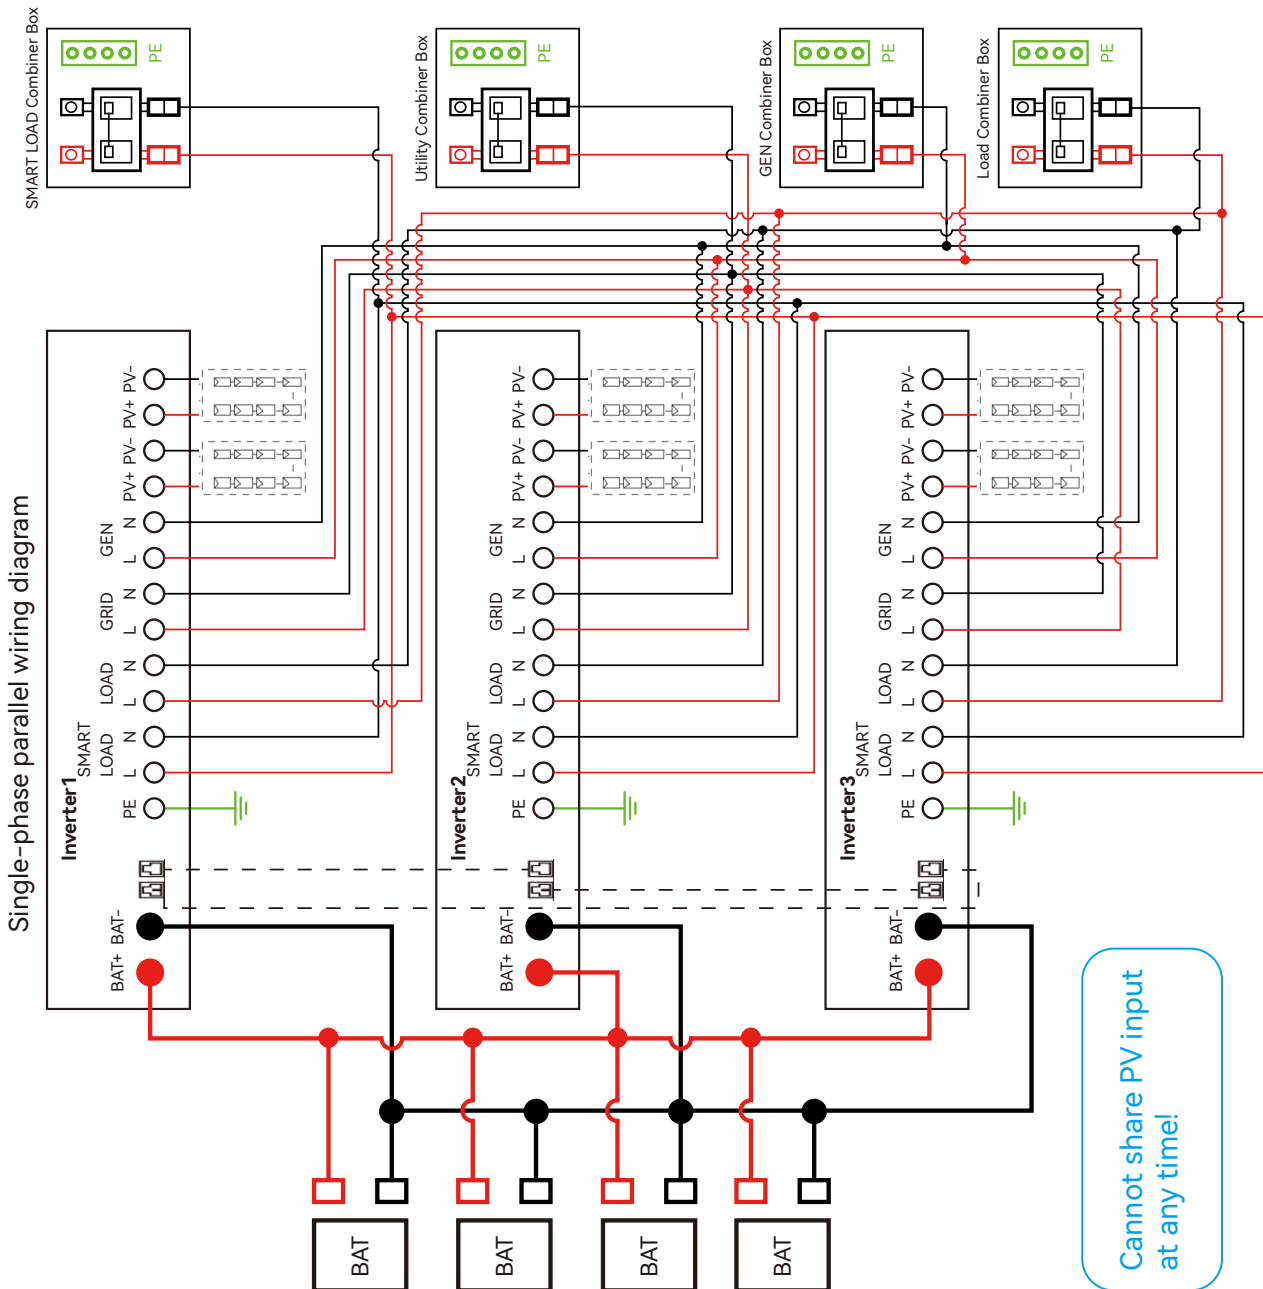 Single-phase parallel wiring diagram
SMART LOAD Combiner Box
PE
Utility Combiner Box
PE
GEN Combiner Box
PE
Load Combiner Box
PE
Inverter1
BAT+
BAT-
PE
SMART
LOAD
L
N
LOAD
L
N
GRID
L
N
GEN
L
N
PV+
PV-
PV+
PV-
Inverter2
BAT+
BAT-
PE
SMART
LOAD
L
N
LOAD
L
N
GRID
L
N
GEN
L
N
PV+
PV-
PV+
PV-
Inverter3
BAT+
BAT-
PE
SMART
LOAD
L
N
LOAD
L
N
GRID
L
N
GEN
L
N
PV+
PV-
PV+
PV-
BAT
BAT
BAT
BAT
Cannot share PV input
at any time!